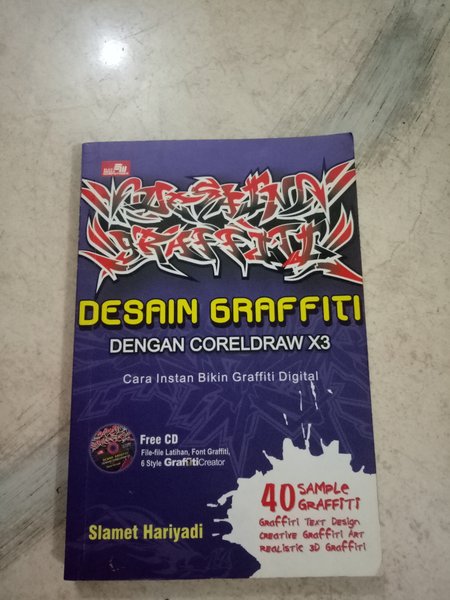 DESAIN GRAFFITI
DENGAN CORELDRAW X3
Cara Instan Bikin Graffiti Digital
Free CD
File-file Latihan, Font Graffiti,
6 Style GraffitiCreator
40 SAMPLE
GRAFFITI
Graffiti Text Design
Creative Graffiti Art
Realistic 3D Graffiti
Slamet Hariyadi